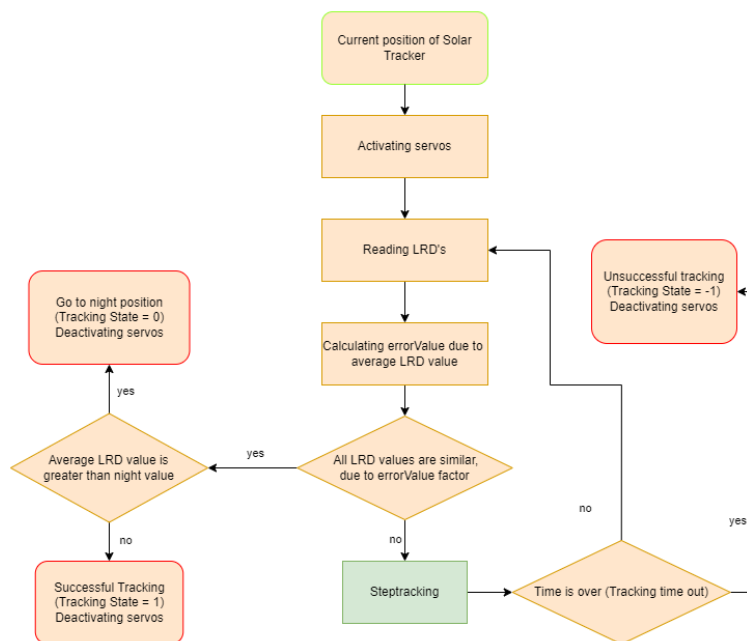 Current position of Solar
Tracker
Activating servos
Reading LRD's
Unsuccessful tracking
(Tracking State = -1)
Deactivating servos
Go to night position
(Tracking State = 0)
Deactivating servos
Calculating errorValue due to
average LRD value
yes
All LRD values are similar,
due to errorValue factor
yes
Average LRD value is
greater than night value
no
no
no
yes
Successful Tracking
(Tracking State = 1)
Deactivating servos
Steptracking
Time is over (Tracking time out)